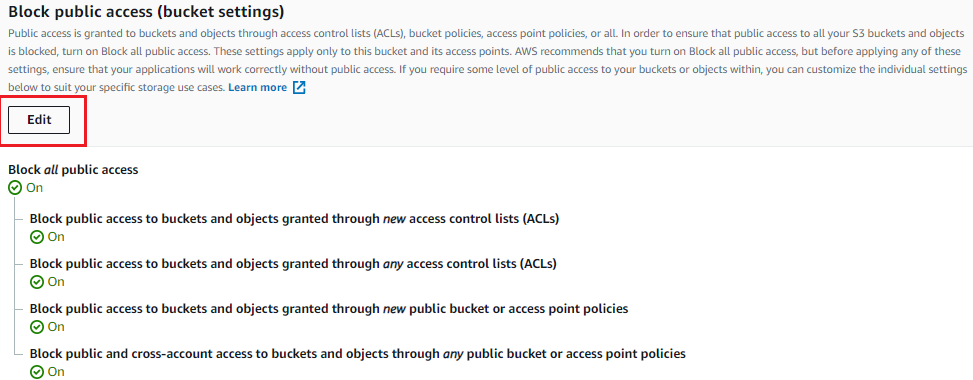 Block public access (bucket settings)
Public access is granted to buckets and objects through access control lists (ACLs), bucket policies, access point policies, or all. In order to ensure that public access to all your S3 buckets and objects
is blocked, turn on Block all public access. These settings apply only to this bucket and its access points. AWS recommends that you turn on Block all public access, but before applying any of these
settings, ensure that your applications will work correctly without public access. If you require some level of public access to your buckets or objects within, you can customize the individual settings
below to suit your specific storage use cases. Learn more
Edit
Block all public access
On
Block public access to buckets and objects granted through new access control lists (ACLs)
On
Block public access to buckets and objects granted through any access control lists (ACLs)
On
Block public access to buckets and objects granted through new public bucket or access point policies
On
Block public and cross-account access to buckets and objects through any public bucket or access point policies
On